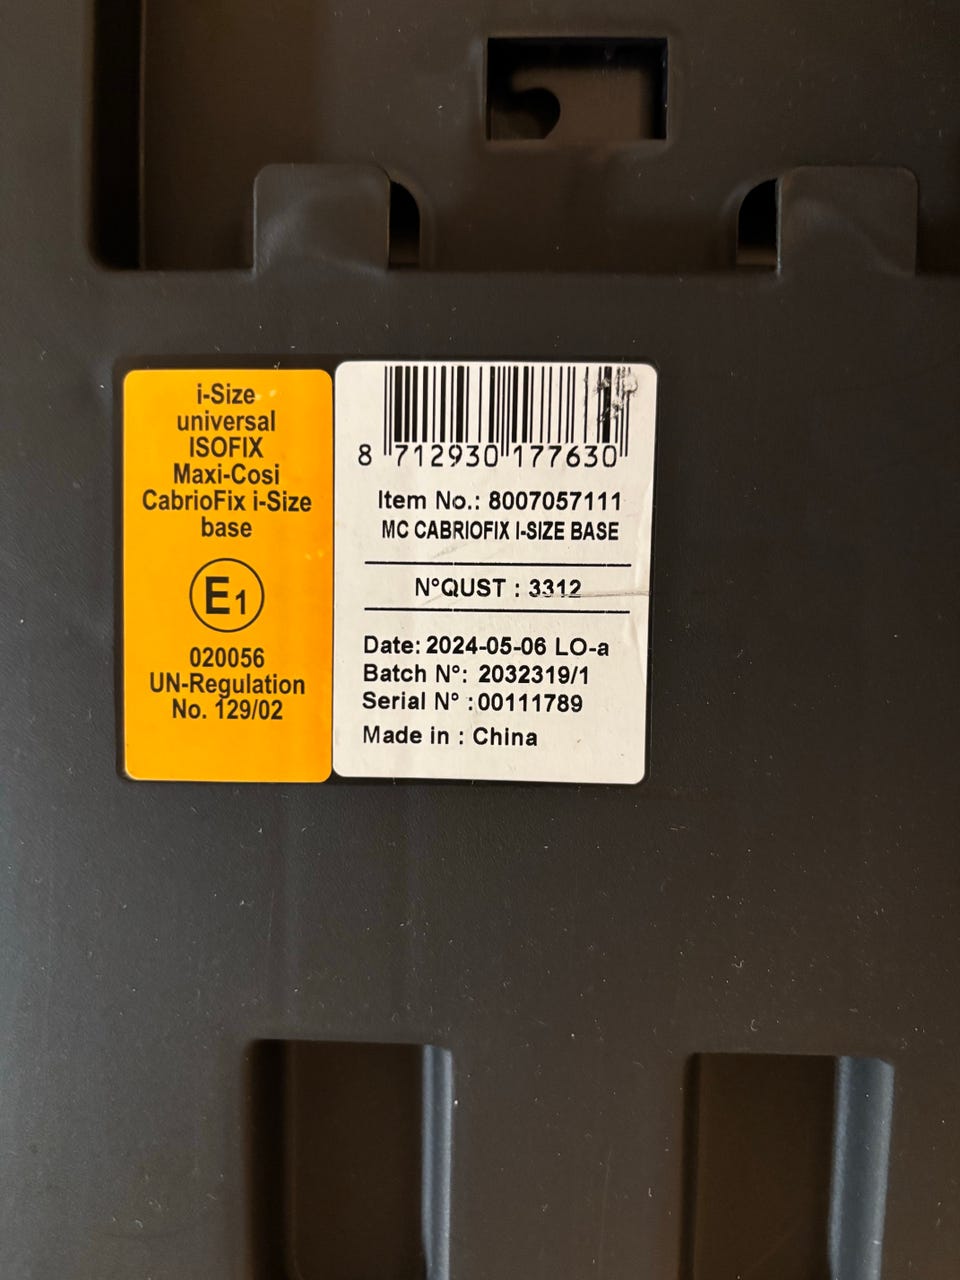 i-Size
universal
ISOFIX
Maxi-Cosi
CabrioFix i-Size
base
E1
020056
UN-Regulation
No. 129/02
8 712930 177630
Item No.: 8007057111
MC CABRIOFIX I-SIZE BASE
N°QUST : 3312
Date: 2024-05-06 LO-a
Batch N°: 2032319/1
Serial N° :00111789
Made in : China